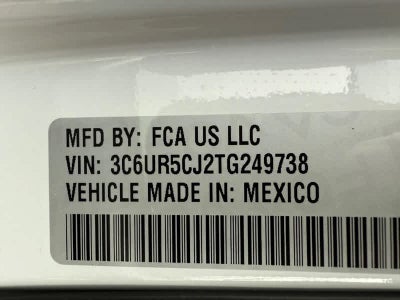 MFD BY: FCA US LLC
VIN: 3C6UR5CJ2TG249738
VEHICLE MADE IN: MEXICO